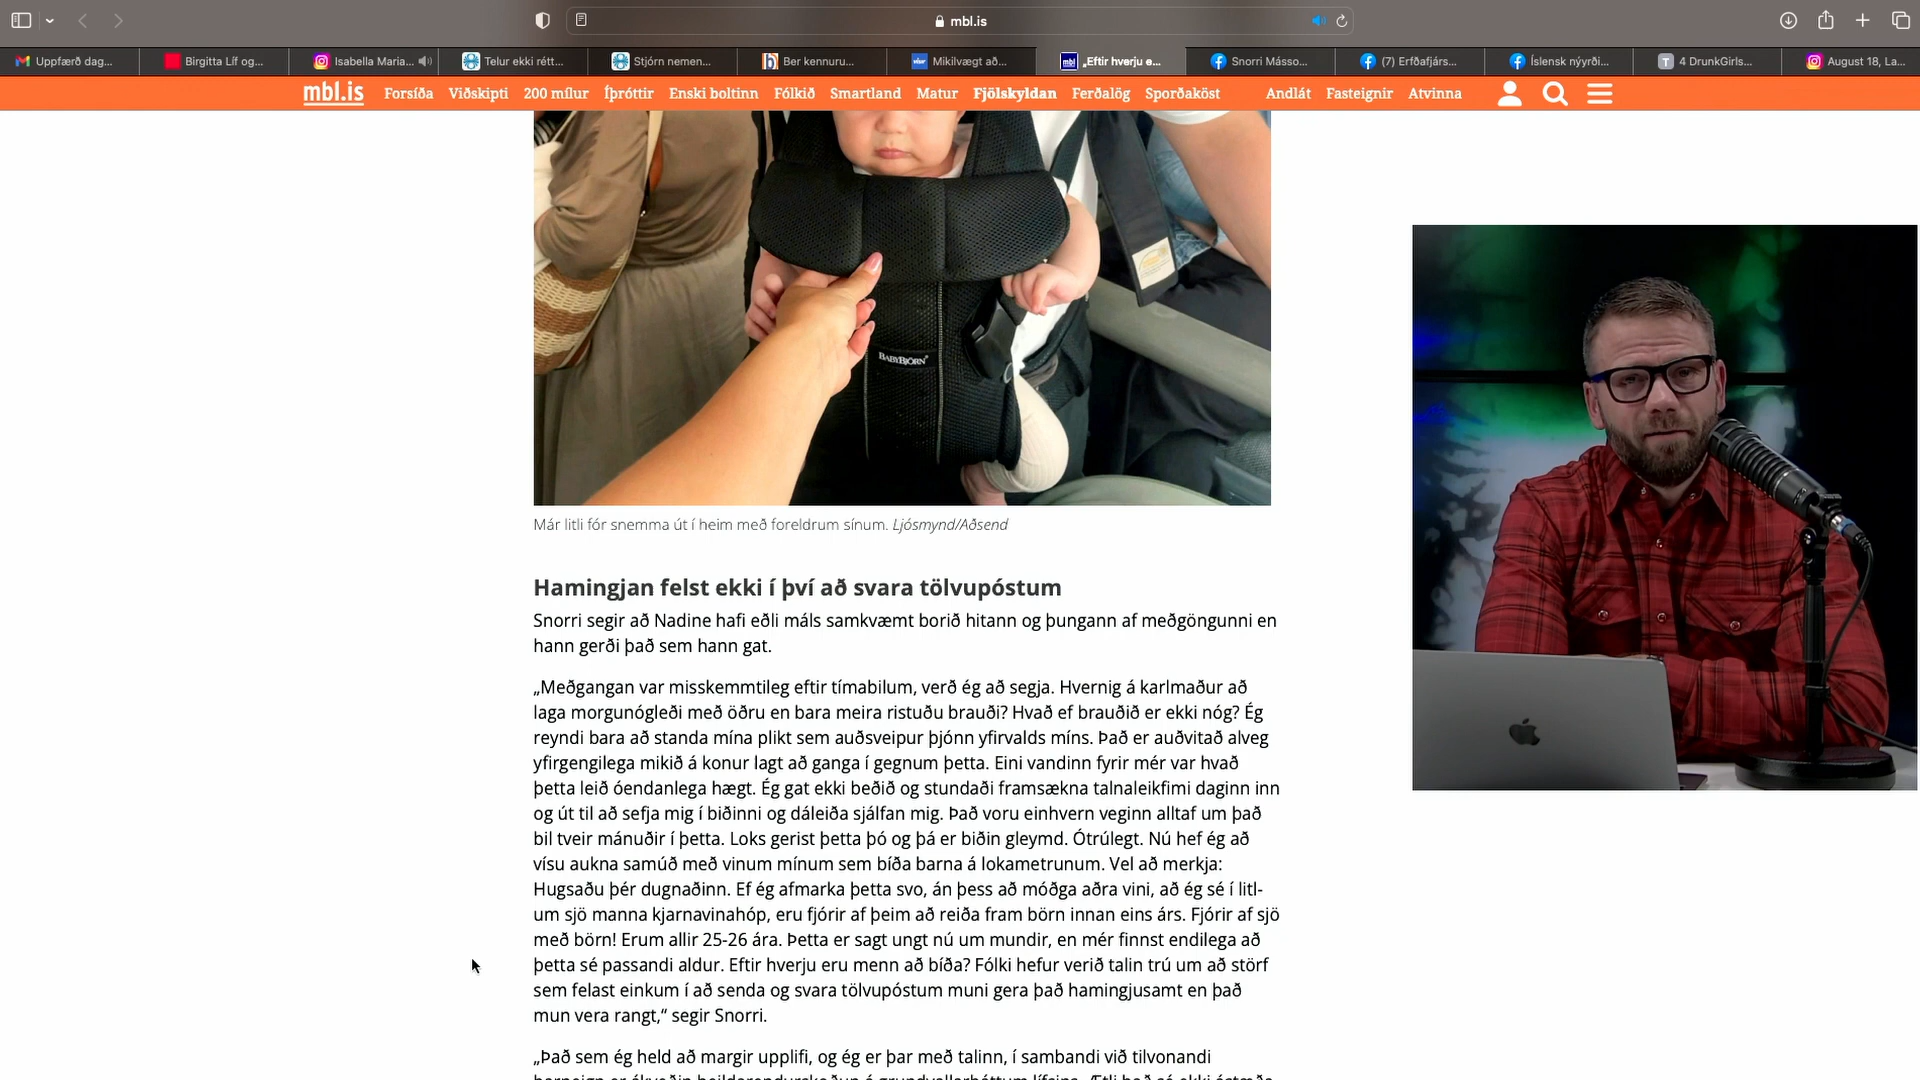 mbl.is
Uppfærð dag...
Birgitta Líf og...
Isabella Maria...
Telur ekki rétt...
Stjórn nemen...
Ber kennuru...
Mikilvægt að...
„Eftir hverju e...
Snorri Másso...
(7) Erfðafjárs...
Íslensk nýyrði...
4 DrunkGirls...
August 18, La...
mbl.is Forsíða Viðskipti 200 mílur Íþróttir Enski boltinn Fólkið Smartland Matur Fjölskyldan Ferðalög Sporðaköst Andlát Fasteignir Atvinna
BABYBJÖRN
Már litli fór snemma út í heim með foreldrum sínum. Ljósmynd/Aðsend
Hamingjan felst ekki í því að svara tölvupóstum
Snorri segir að Nadine hafi eðli máls samkvæmt borið hitann og þungann af meðgöngunni en
hann gerði það sem hann gat.
„Meðgangan var misskemmtileg eftir tímabilum, verð ég að segja. Hvernig á karlmaður að
laga morgunógleði með öðru en bara meira ristuðu brauði? Hvað ef brauðið er ekki nóg? Ég
reyndi bara að standa mína plikt sem auðsveipur þjónn yfirvalds míns. Það er auðvitað alveg
yfirgengilega mikið á konur lagt að ganga í gegnum þetta. Eini vandinn fyrir mér var hvað
þetta leið óendanlega hægt. Ég gat ekki beðið og stundaði framsækna talnaleikfimi daginn inn
og út til að sefja mig í biðinni og dáleiða sjálfan mig. Það voru einhvern veginn alltaf um það
bil tveir mánuðir í þetta. Loks gerist þetta þó og þá er biðin gleymd. Ótrúlegt. Nú hef ég að
vísu aukna samúð með vinum mínum sem bíða barna á lokametrunum. Vel að merkja:
Hugsaðu þér dugnaðinn. Ef ég afmarka þetta svo, án þess að móðga aðra vini, að ég sé í litl-
um sjö manna kjarnavinahóp, eru fjórir af þeim að reiða fram börn innan eins árs. Fjórir af sjö
með börn! Erum allir 25-26 ára. Þetta er sagt ungt nú um mundir, en mér finnst endilega að
þetta sé passandi aldur. Eftir hverju eru menn að bíða? Fólki hefur verið talin trú um að störf
sem felast einkum í að senda og svara tölvupóstum muni gera það hamingjusamt en það
mun vera rangt,“ segir Snorri.
„Það sem ég held að margir upplifi, og ég er þar með talinn, í sambandi við tilvonandi